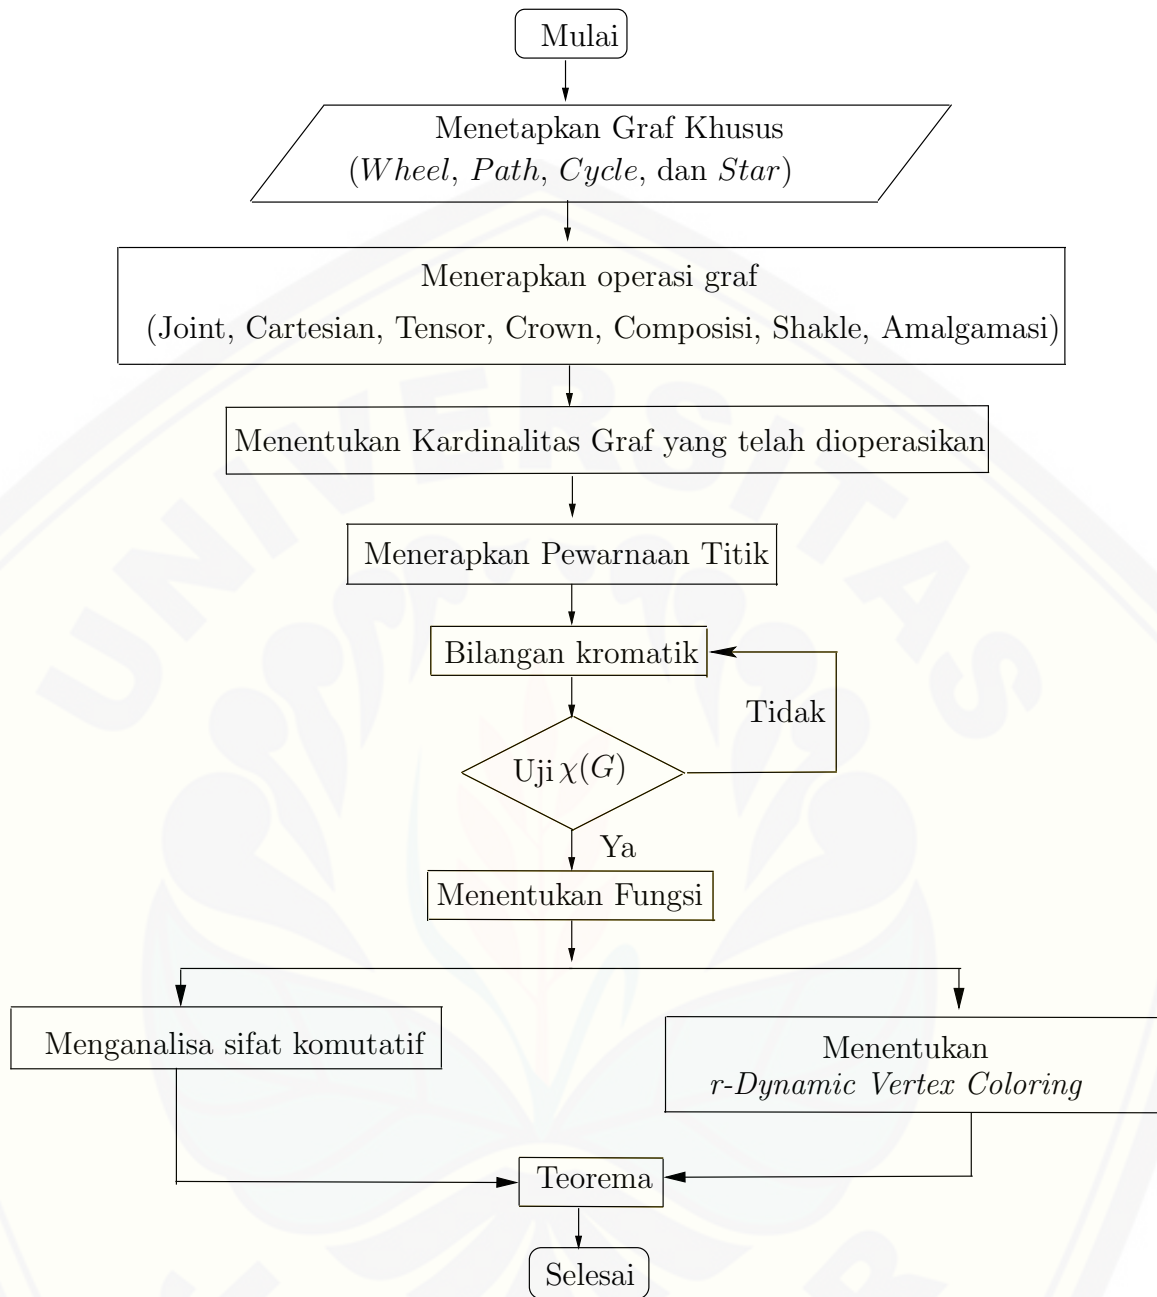 Mulai
Menetapkan Graf Khusus
(Wheel, Path, Cycle, dan Star)
Menerapkan operasi graf
(Joint, Cartesian, Tensor, Crown, Composisi, Shakle, Amalgamasi)
Menentukan Kardinalitas Graf yang telah dioperasikan
Menerapkan Pewarnaan Titik
Bilangan kromatik
Tidak
Uji χ(G)
Ya
Menentukan Fungsi
Menganalisa sifat komutatif
Menentukan
r-Dynamic Vertex Coloring
Teorema
Selesai
UNIVERSITAS